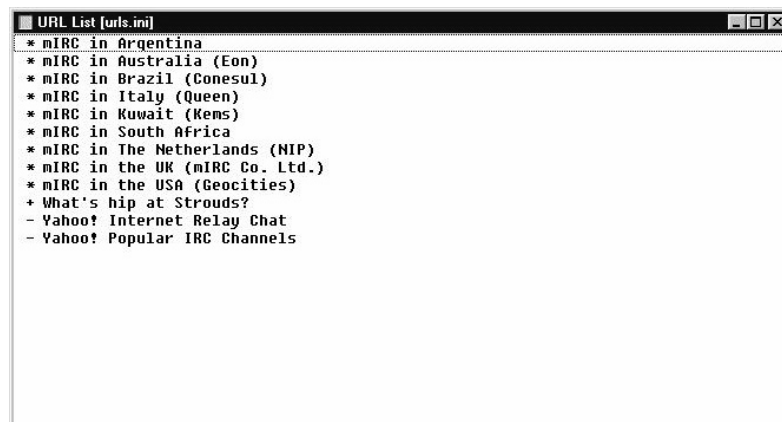 URL List [urls.ini]
* mIRC in Argentina
* mIRC in Australia (Eon)
* mIRC in Brazil (Conesul)
* mIRC in Italy (Queen)
* mIRC in Kuwait (Kems)
* mIRC in South Africa
* mIRC in The Netherlands (NIP)
* mIRC in the UK (mIRC Co. Ltd.)
* mIRC in the USA (Geocities)
+ What's hip at Strouds?
- Yahoo! Internet Relay Chat
- Yahoo! Popular IRC Channels